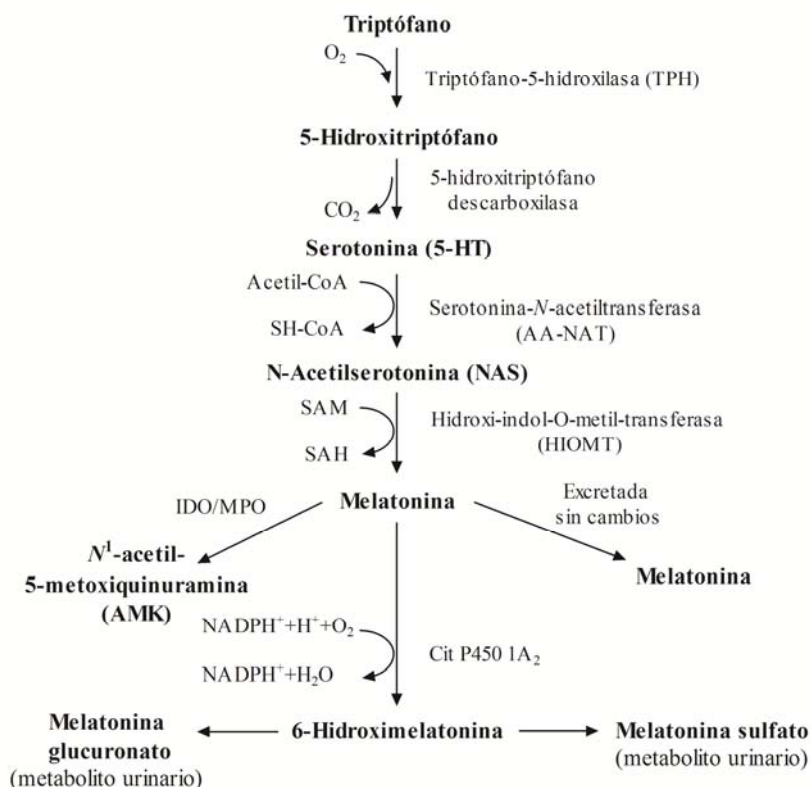 Triptófano
O₂
Triptófano-5-hidroxilasa (TPH)
5-Hidroxitriptófano
5-hidroxitriptófano
descarboxilasa
CO₂
Serotonina (5-HT)
Acetil-CoA
SH-CoA
Serotonina-N-acetiltransferasa
(AA-NAT)
N-Acetilserotonina (NAS)
SAM
SAH
Hidroxi-indol-O-metil-transferasa
(HIOMT)
IDO/MPO
Melatonina
Excretada
sin cambios
N¹-acetil-
5-metoxiquinuramina
(AMK)
Melatonina
NADPH⁺+H⁺+O₂
NADPH⁺+H₂O
Cit P450 1A₂
Melatonina
glucuronato
(metabolito urinario)
6-Hidroximelatonina
Melatonina sulfato
(metabolito urinario)